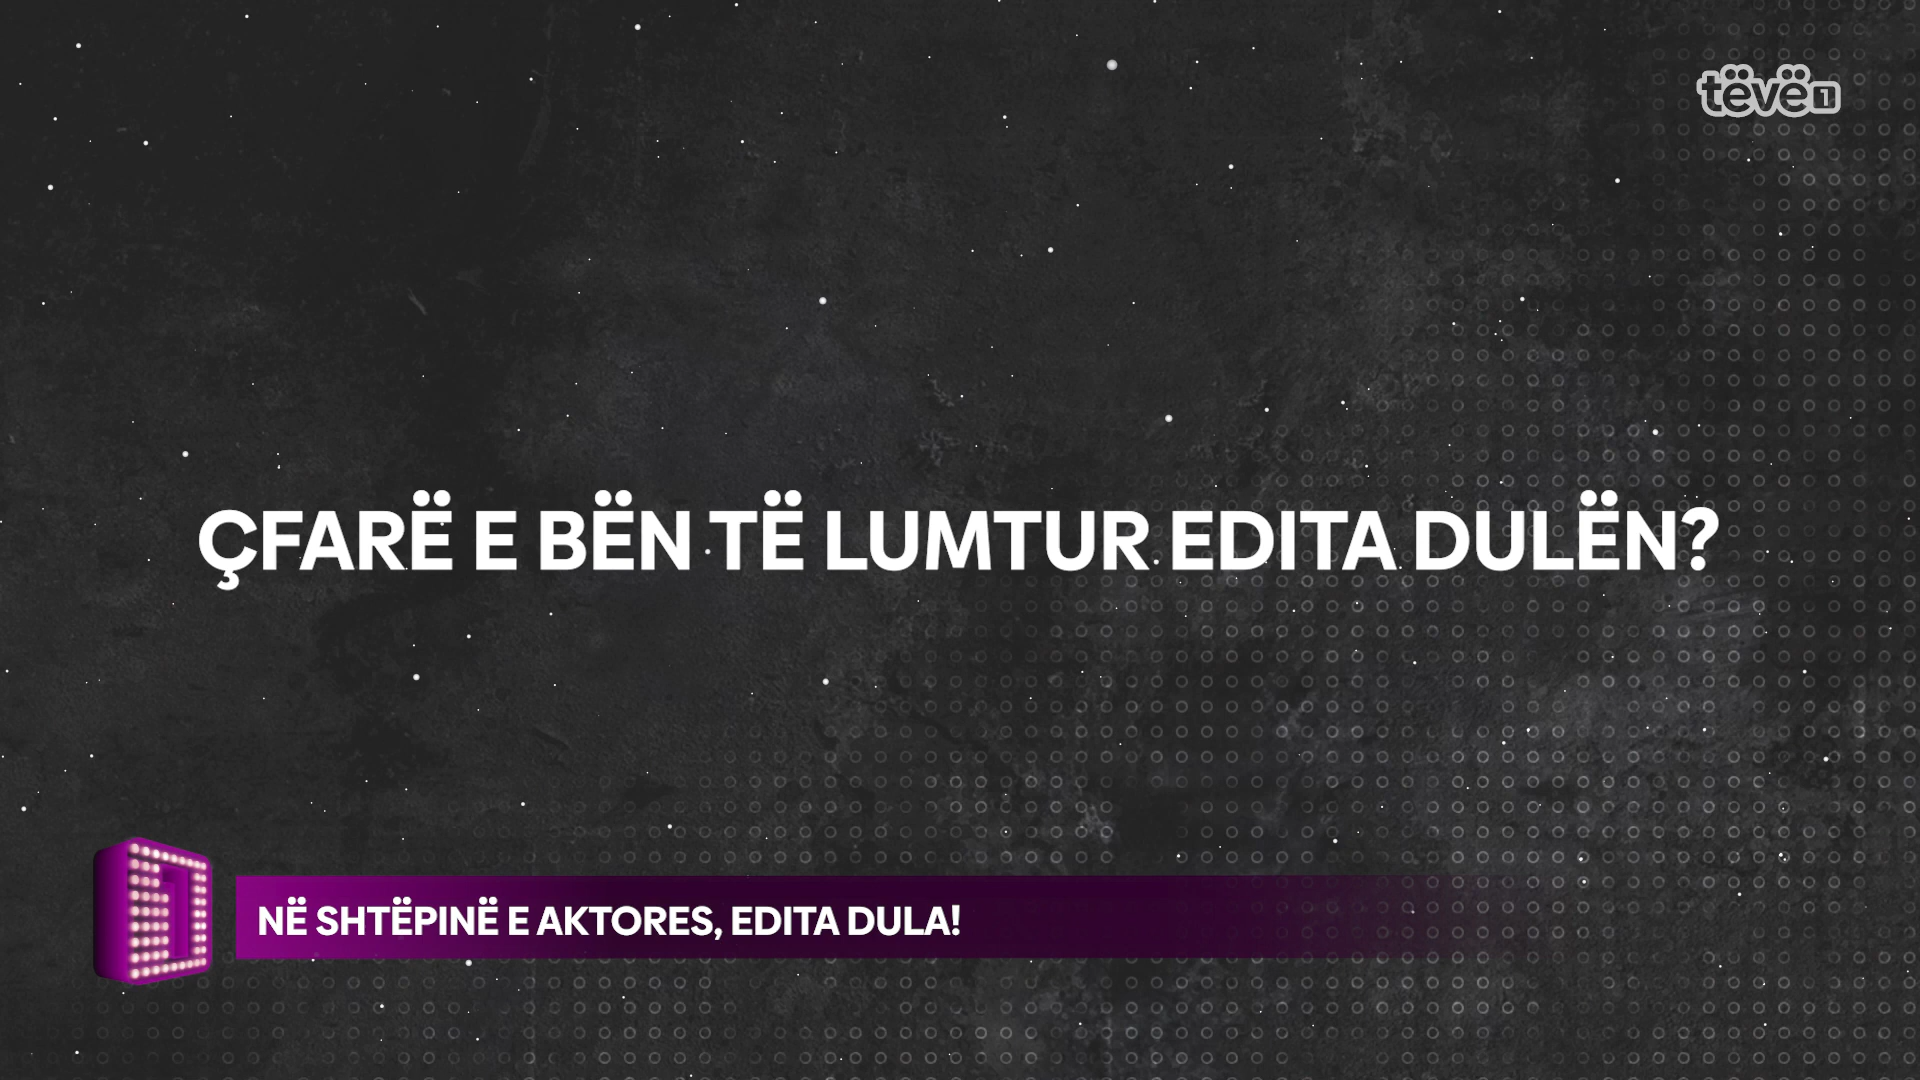 tëvë1
ÇFARË E BËN TË LUMTUR EDITA DULËN?
NË SHTËPINË E AKTORES, EDITA DULA!